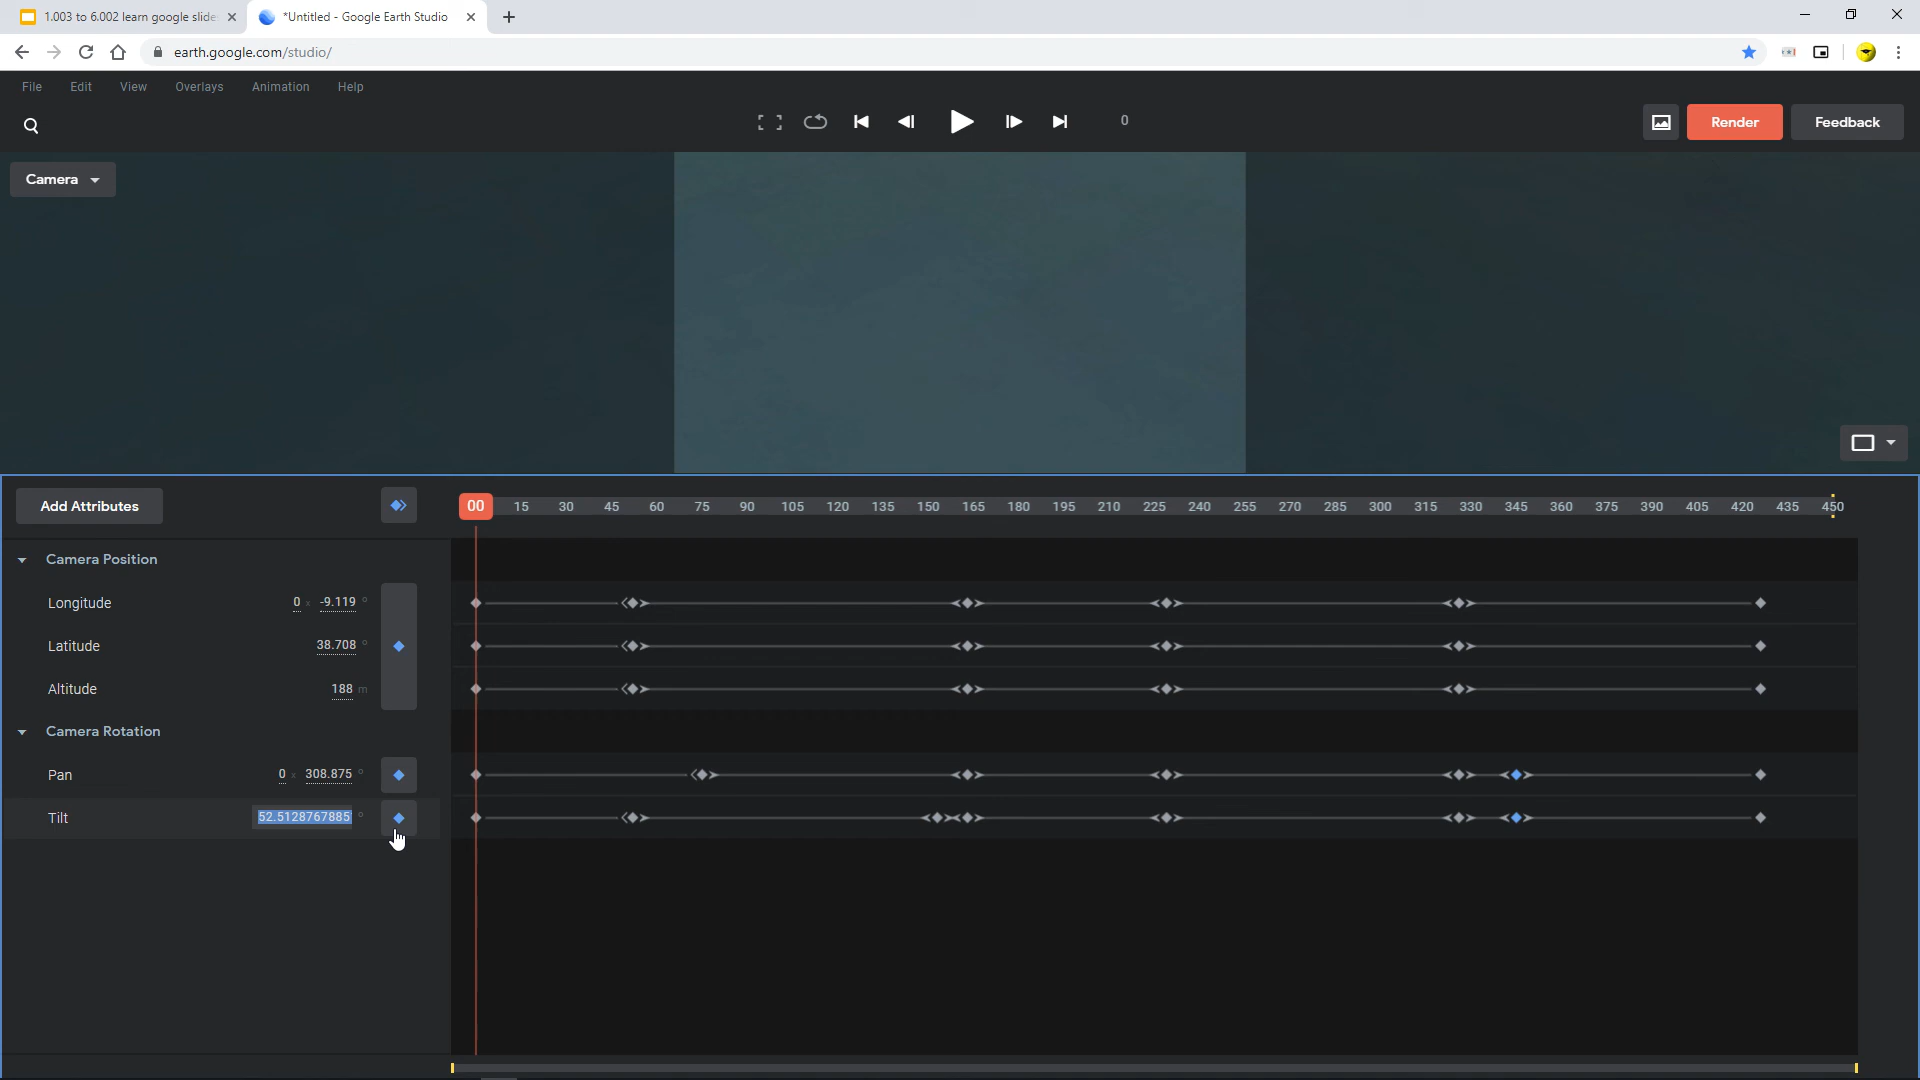 1.003 to 6.002 learn google slide
*Untitled - Google Earth Studio
earth.google.com/studio/
File Edit View Overlays Animation Help
0
Render
Feedback
Camera
Add Attributes
00 15 30 45 60 75 90 105 120 135 150 165 180 195 210 225 240 255 270 285 300 315 330 345 360 375 390 405 420 435 450
Camera Position
Longitude 0 x -9.119 °
Latitude 38.708 °
Altitude 188 m
Camera Rotation
Pan 0 x 308.875 °
Tilt 52.5128767885 °